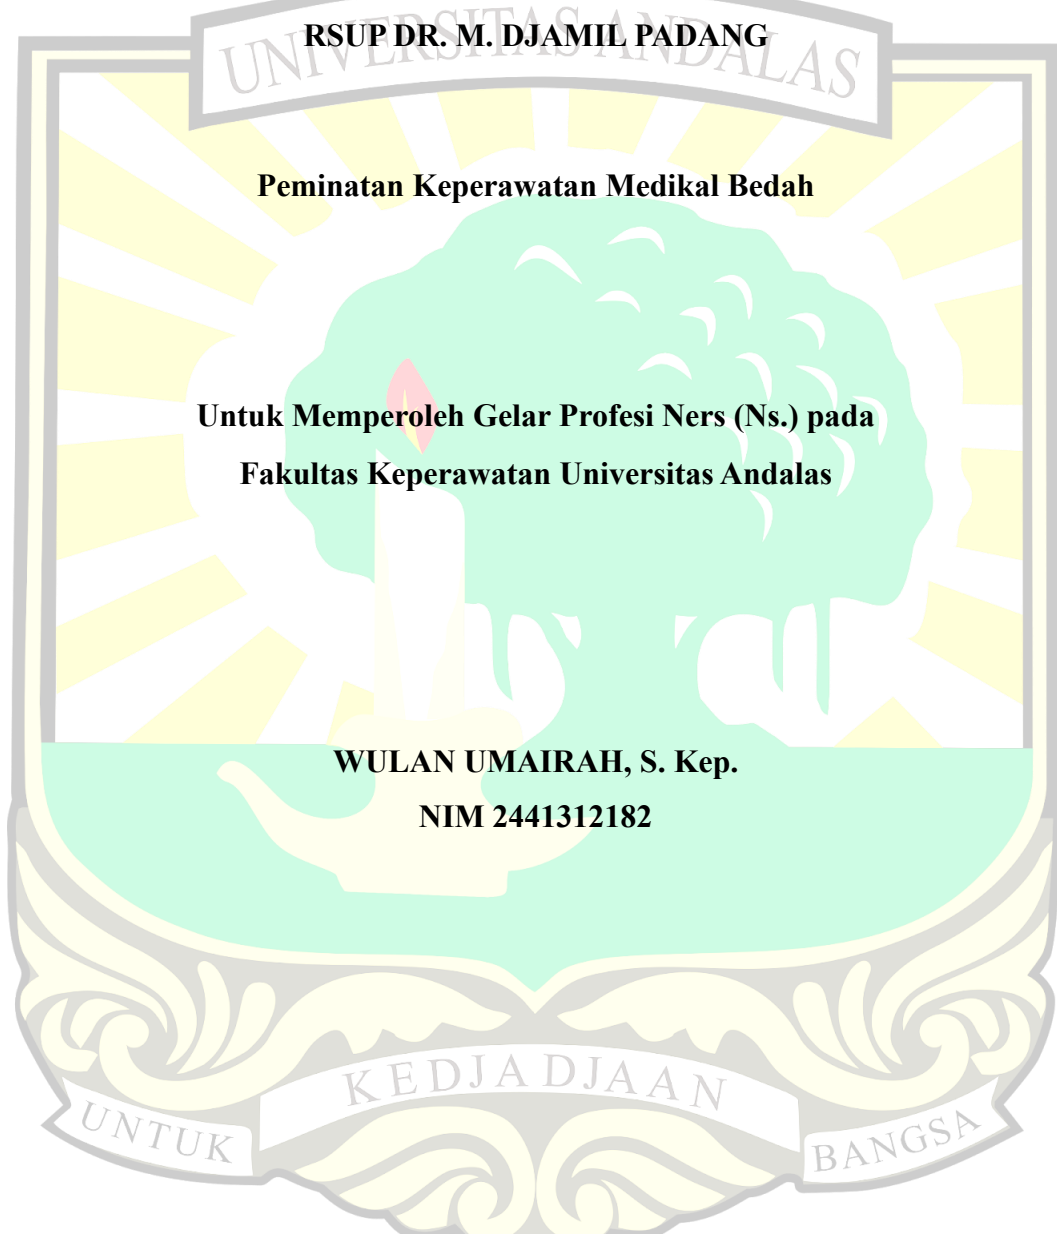 UNIVERSITAS ANDALAS
RSUP DR. M. DJAMIL PADANG
Peminatan Keperawatan Medikal Bedah
Untuk Memperoleh Gelar Profesi Ners (Ns.) pada
Fakultas Keperawatan Universitas Andalas
WULAN UMAIRAH, S. Kep.
NIM 2441312182
UNTUK KEDJADJAAN BANGSA